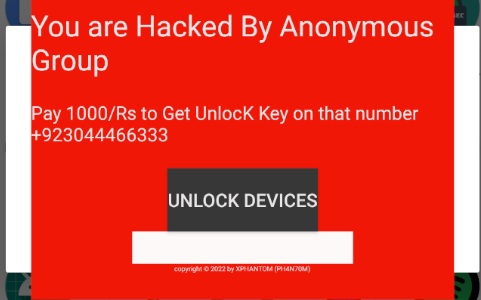 You are Hacked By Anonymous
Group
Pay 1000/Rs to Get UnlocK Key on that number
+923044466333
UNLOCK DEVICES
copyright © 2022 by XPHANTOM (PH4N70M)